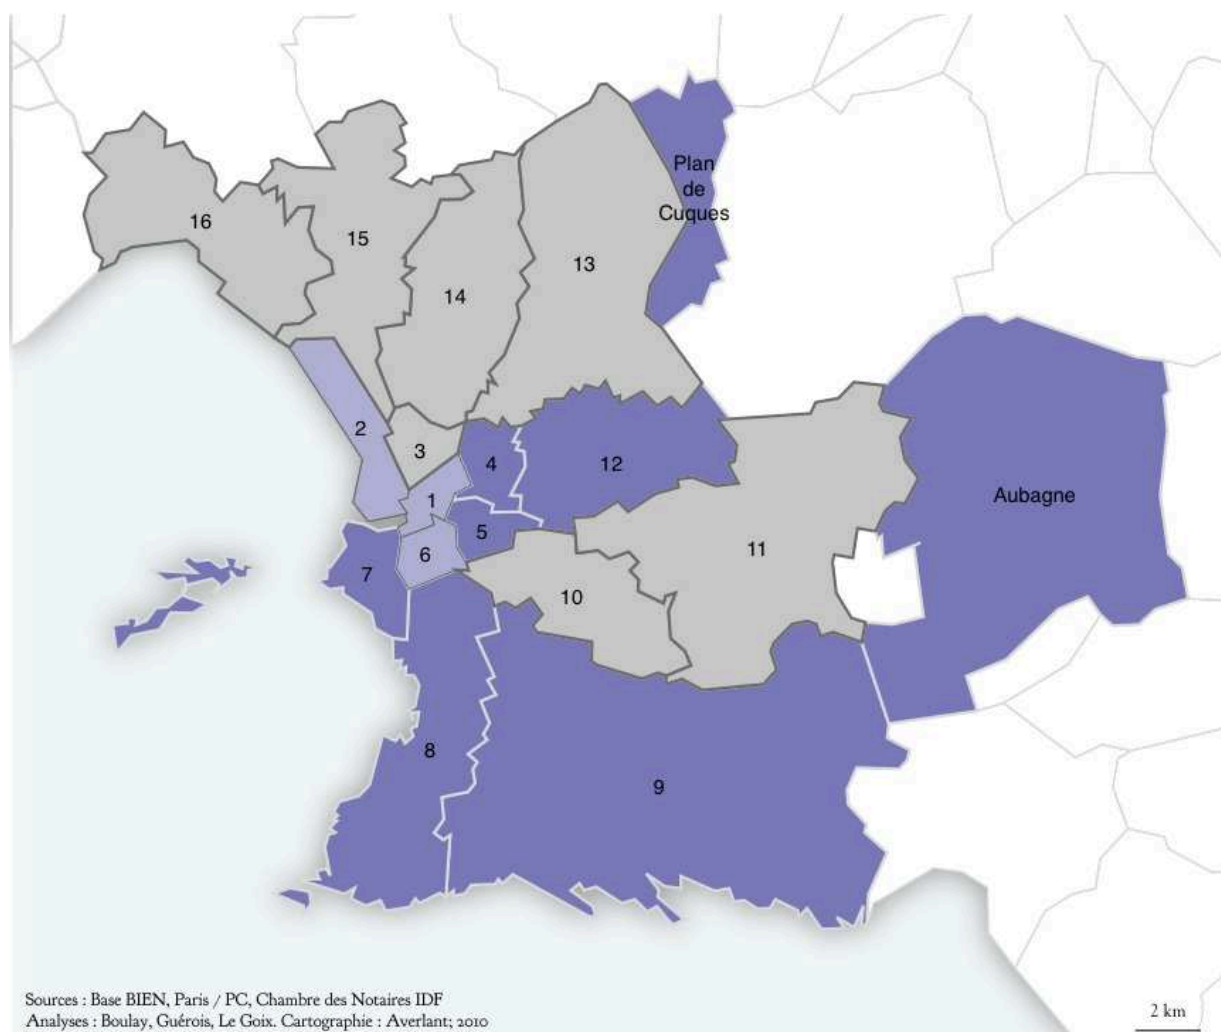 Plan
de
Cuques
16
15
13
14
2
3
4
12
1
Aubagne
5
6
11
7
10
8
9
Sources : Base BIEN, Paris / PC, Chambre des Notaires IDF
Analyses : Boulay, Guérois, Le Goix. Cartographie : Averlant; 2010
2 km